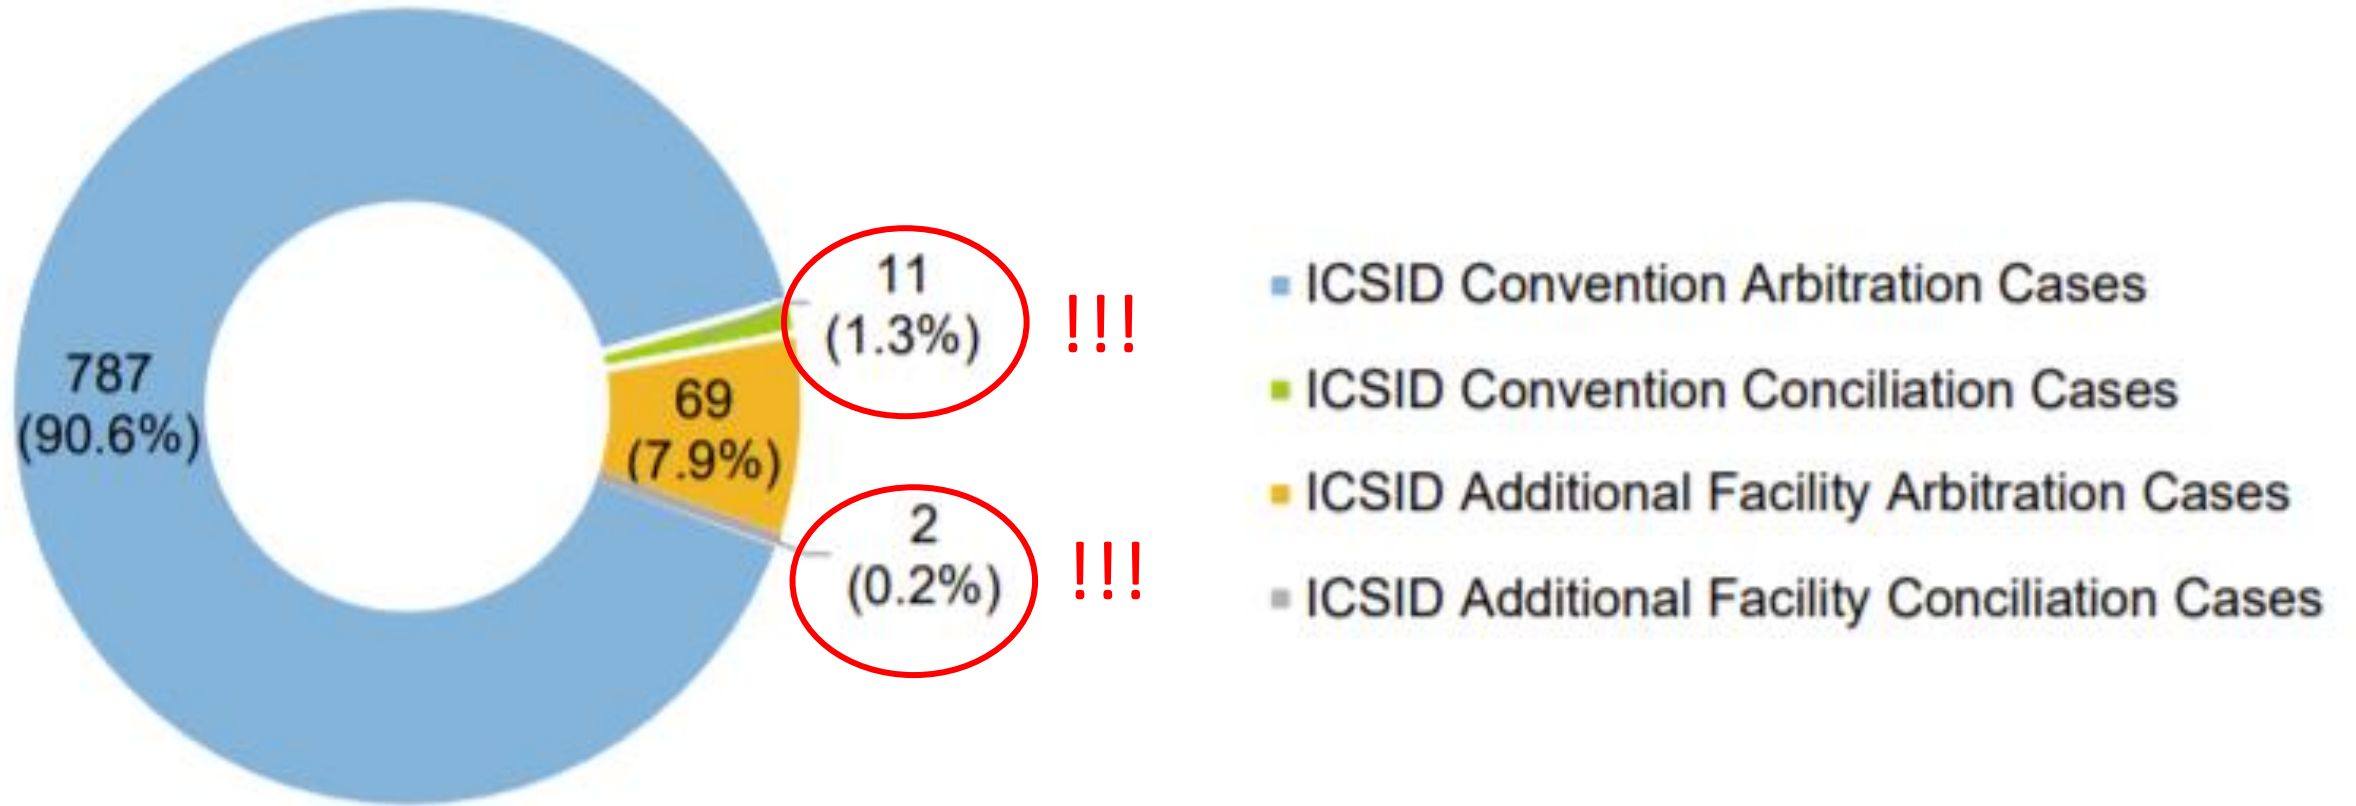 787
(90.6%)
11
(1.3%)
!!!
69
(7.9%)
2
(0.2%)
!!!
ICSID Convention Arbitration Cases
ICSID Convention Conciliation Cases
ICSID Additional Facility Arbitration Cases
ICSID Additional Facility Conciliation Cases